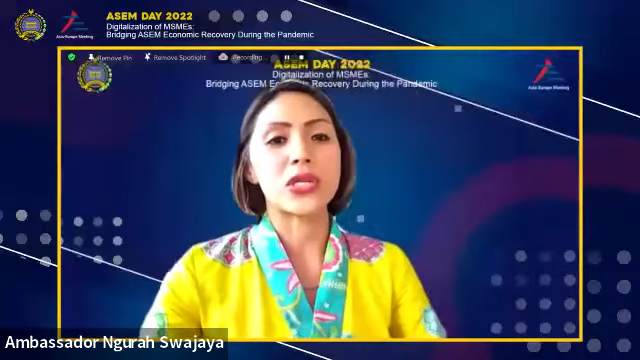 ASEM DAY 2022
Digitalization of MSMEs:
Bridging ASEM Economic Recovery During the Pandemic
Asia-Europe Meeting
Remove Pin
Remove Spotlight
Recording...
ASEM DAY 2022
Digitalization of MSMEs:
Bridging ASEM Economic Recovery During the Pandemic
Asia-Europe Meeting
Ambassador Ngurah Swajaya